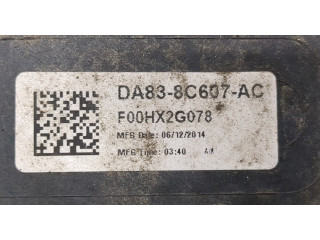 DA83-8C607-AC
F00HX2G078
MFG Date: 06/12/2014
MFG Time: 03:40